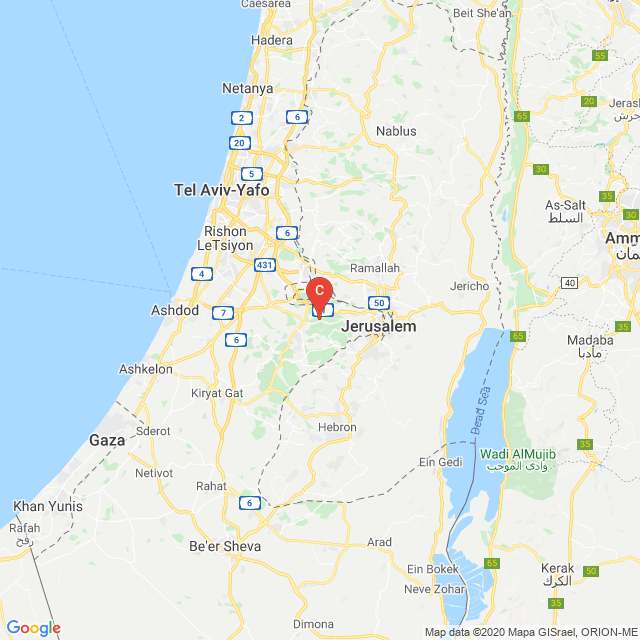 Caesarea
Beit She'an
Hadera
55
Netanya
20
Jerash
جرش
2
6
65
Nablus
20
5
30
Tel Aviv-Yafo
35
As-Salt
السلط
30
Rishon
LeTsiyon
6
Amm
عمان
431
Ramallah
4
40
Jericho
C
50
Ashdod
7
Jerusalem
35
65
6
Madaba
مادبا
Ashkelon
Kiryat Gat
Dead Sea
Hebron
Gaza
Sderot
35
Wadi AlMujib
وادي الموجب
Ein Gedi
Netivot
Rahat
6
Khan Yunis
Rafah
رفح
Be'er Sheva
Arad
65
Ein Bokek
Kerak
الكرك
50
Neve Zohar
35
Dimona
Google
Map data ©2020 Mapa GISrael, ORION-ME